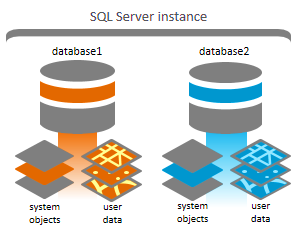 SQL Server instance
database1
database2
system
objects
user
data
system
objects
user
data